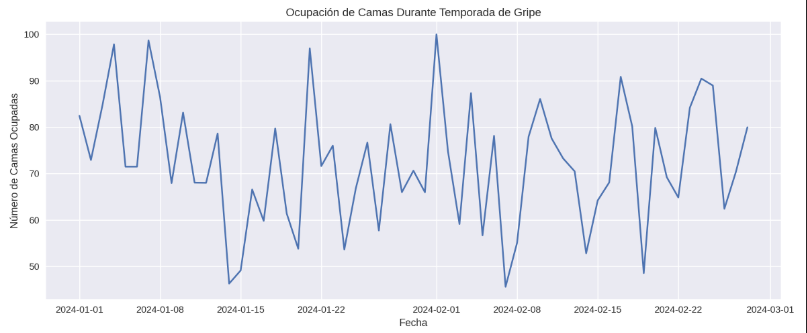 Ocupación de Camas Durante Temporada de Gripe
100
90
80
70
60
50
Número de Camas Ocupadas
2024-01-01 2024-01-08 2024-01-15 2024-01-22 2024-02-01 2024-02-08 2024-02-15 2024-02-22 2024-03-01
Fecha